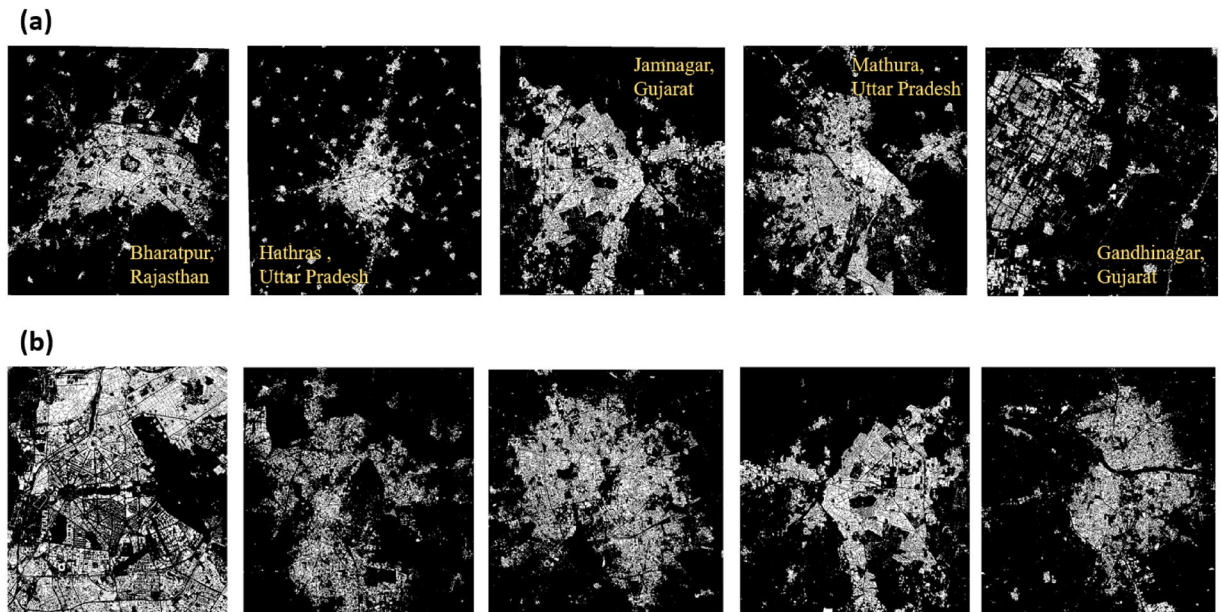 (a)
Bharatpur,
Rajasthan
Hathras ,
Uttar Pradesh
Jamnagar,
Gujarat
Mathura,
Uttar Pradesh
Gandhinagar,
Gujarat
(b)